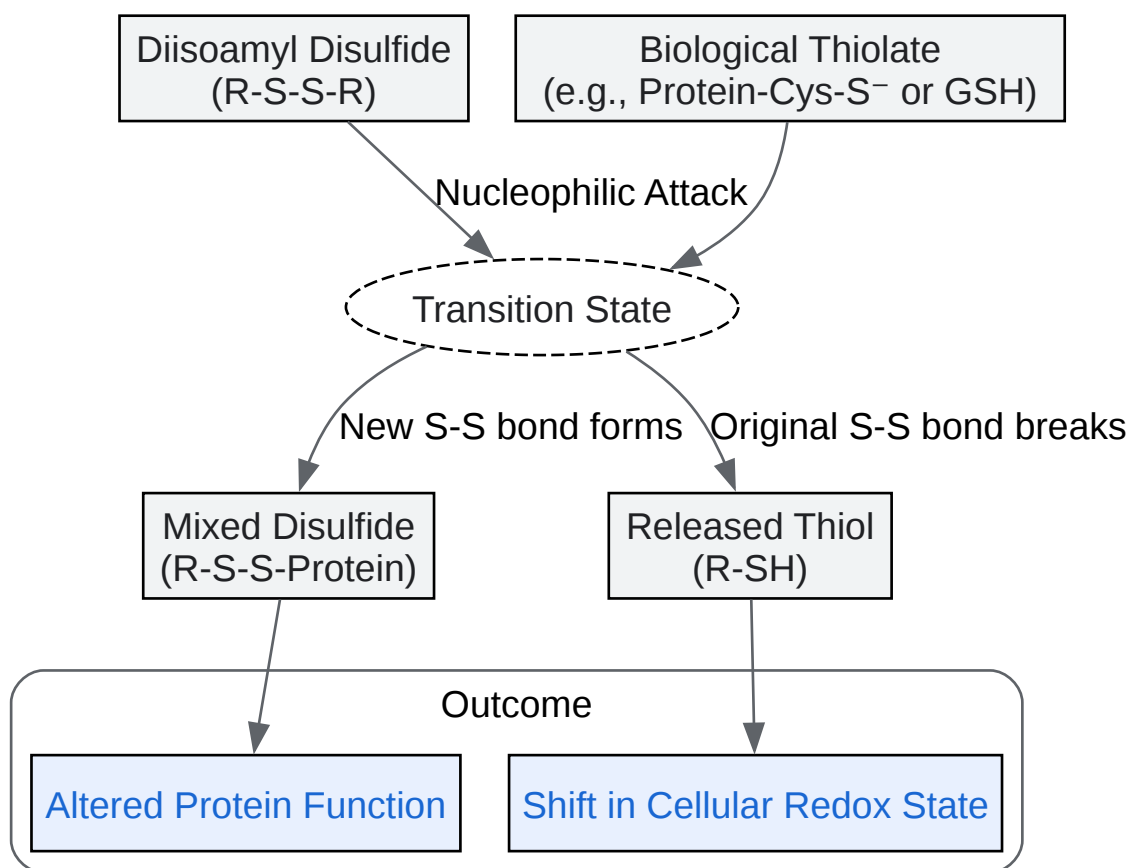 Diisoamyl Disulfide
(R-S-S-R)
Biological Thiolate
(e.g., Protein-Cys-S⁻ or GSH)
Nucleophilic Attack
Transition State
New S-S bond forms
Original S-S bond breaks
Mixed Disulfide
(R-S-S-Protein)
Released Thiol
(R-SH)
Outcome
Altered Protein Function
Shift in Cellular Redox State